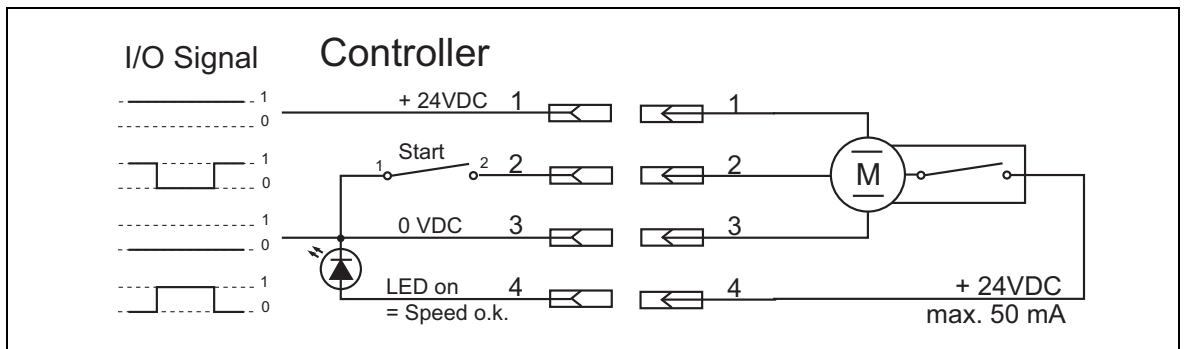 I/O Signal Controller
1 + 24VDC 1 1
0
1 1 Start 2 2 2
0 M
1 0 VDC 3 3
0
1 LED on 4 4 + 24VDC
0 = Speed o.k. max. 50 mA